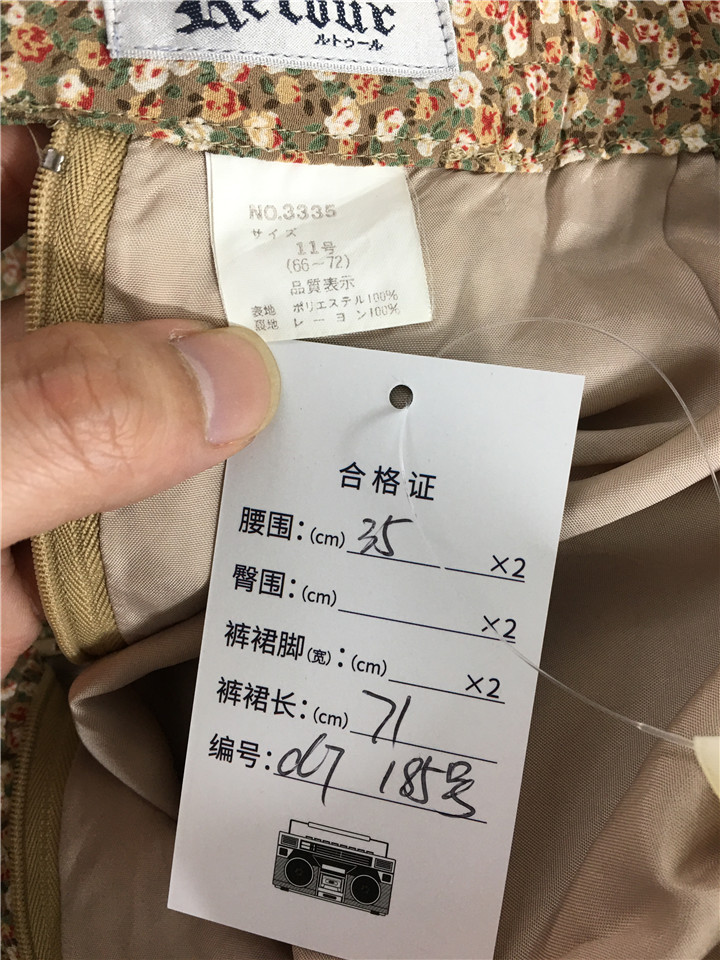 Retour
ルトゥール
NO.3335
サイズ
11号
(66~72)
品質表示
表地 ポリエステル100%
裏地 レーヨン100%
合格证
腰围:(cm) 35 ×2
臀围:(cm) ×2
裤裙脚(宽):(cm) ×2
裤裙长:(cm) 71
编号: d7 185号